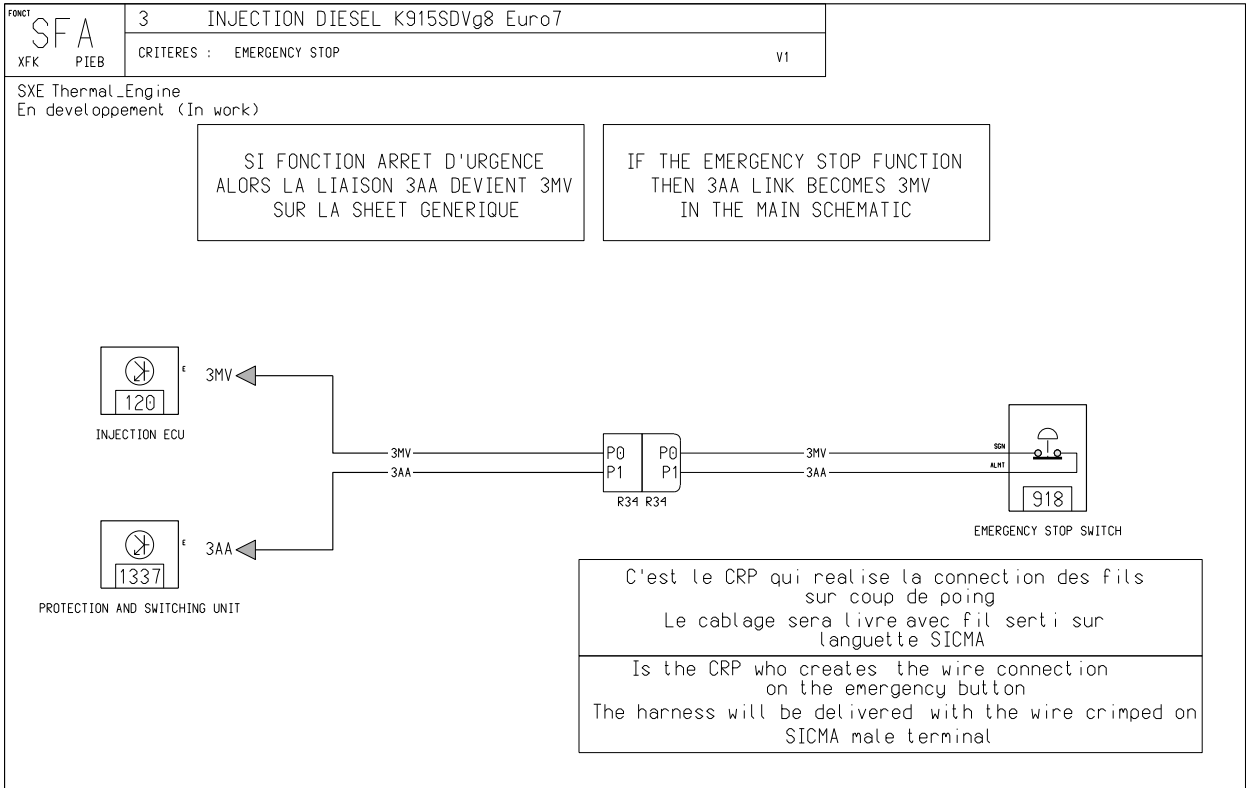 FONCT
SFA
XFK PIEB
3 INJECTION DIESEL K915SDVg8 Euro7
CRITERES : EMERGENCY STOP V1
SXE Thermal_Engine
En developpement (In work)
SI FONCTION ARRET D'URGENCE
ALORS LA LIAISON 3AA DEVIENT 3MV
SUR LA SHEET GENERIQUE
IF THE EMERGENCY STOP FUNCTION
THEN 3AA LINK BECOMES 3MV
IN THE MAIN SCHEMATIC
E
3MV
120
INJECTION ECU
3MV
3AA
P0 P0
P1 P1
R34 R34
3MV
3AA
SGN
ALMT
918
EMERGENCY STOP SWITCH
E
3AA
1337
PROTECTION AND SWITCHING UNIT
C'est le CRP qui realise la connection des fils
sur coup de poing
Le cablage sera livre avec fil serti sur
languette SICMA
Is the CRP who creates the wire connection
on the emergency button
The harness will be delivered with the wire crimped on
SICMA male terminal